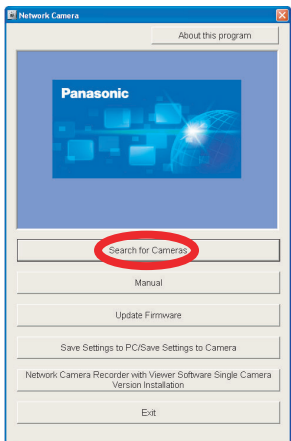 Network Camera
About this program
Panasonic
Search for Cameras
Manual
Update Firmware
Save Settings to PC/Save Settings to Camera
Network Camera Recorder with Viewer Software Single Camera
Version Installation
Exit